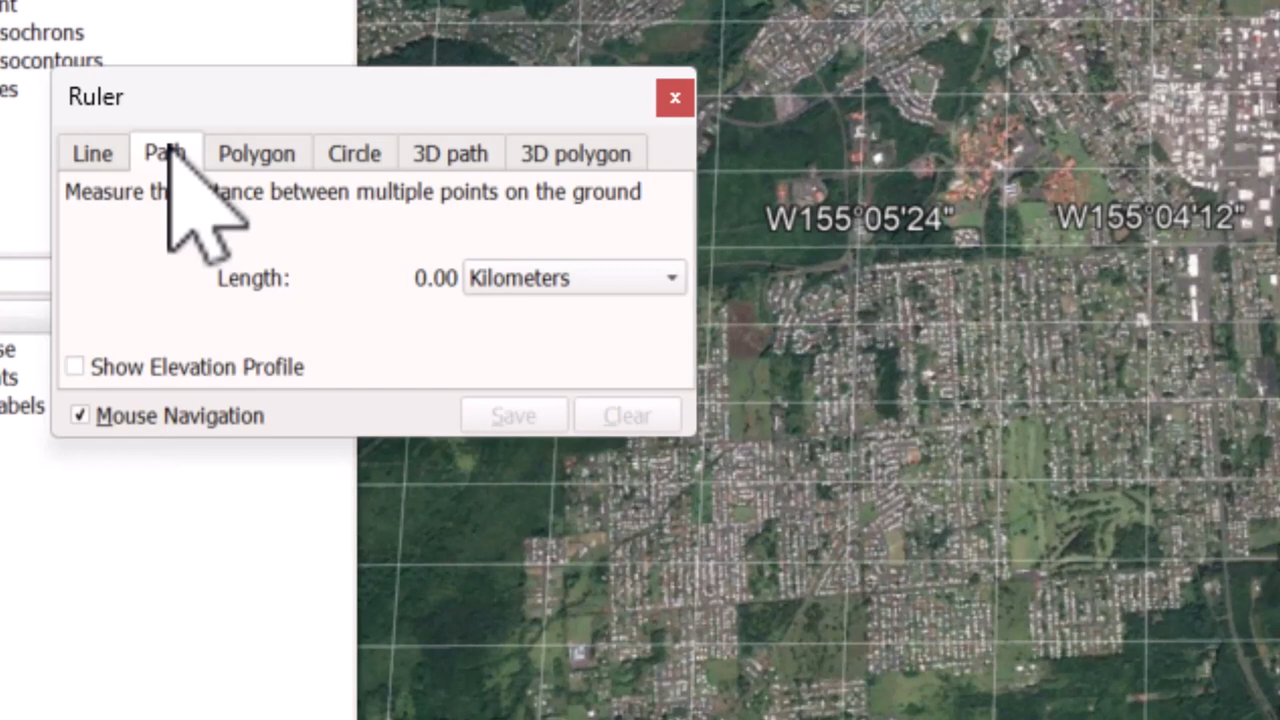 nt
sochrons
socontours
es
Ruler
x
Line Path Polygon Circle 3D path 3D polygon
Measure th tance between multiple points on the ground
W155°05'24" W155°04'12"
Length: 0.00 Kilometers
se
Show Elevation Profile
ts
abels
Mouse Navigation Save Clear